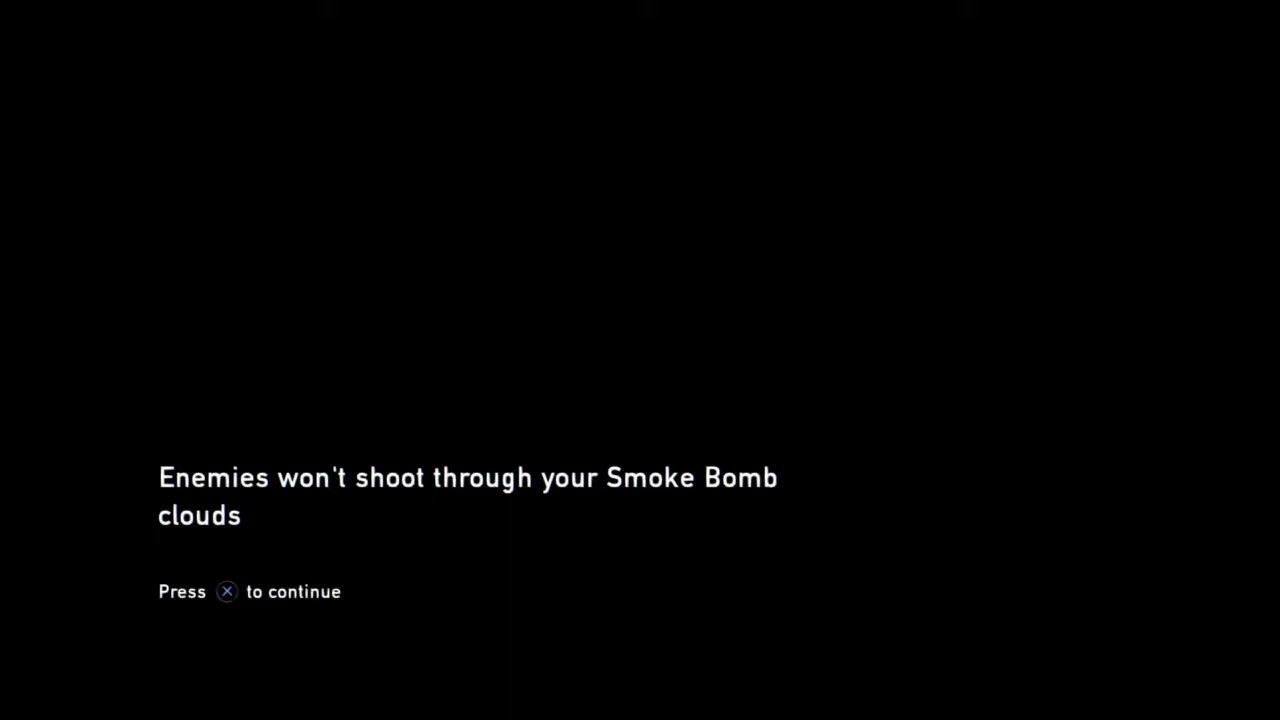 Enemies won't shoot through your Smoke Bomb
clouds
Press ⓧ to continue